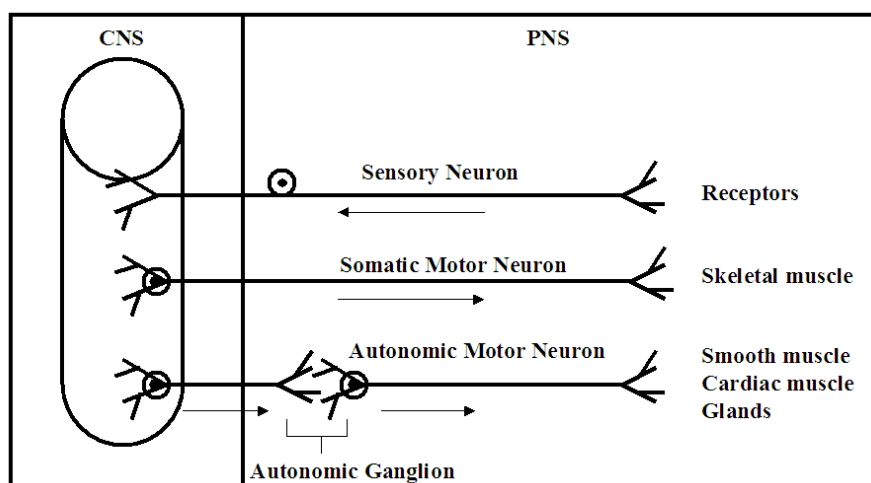 CNS
PNS
Sensory Neuron
Receptors
Somatic Motor Neuron
Skeletal muscle
Autonomic Motor Neuron
Smooth muscle
Cardiac muscle
Glands
Autonomic Ganglion